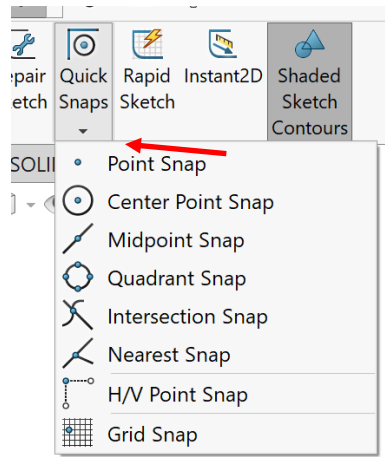 epair Quick Rapid Instant2D Shaded
etch Snaps Sketch Sketch
Contours
SOLI
Point Snap
Center Point Snap
Midpoint Snap
Quadrant Snap
Intersection Snap
Nearest Snap
H/V Point Snap
Grid Snap